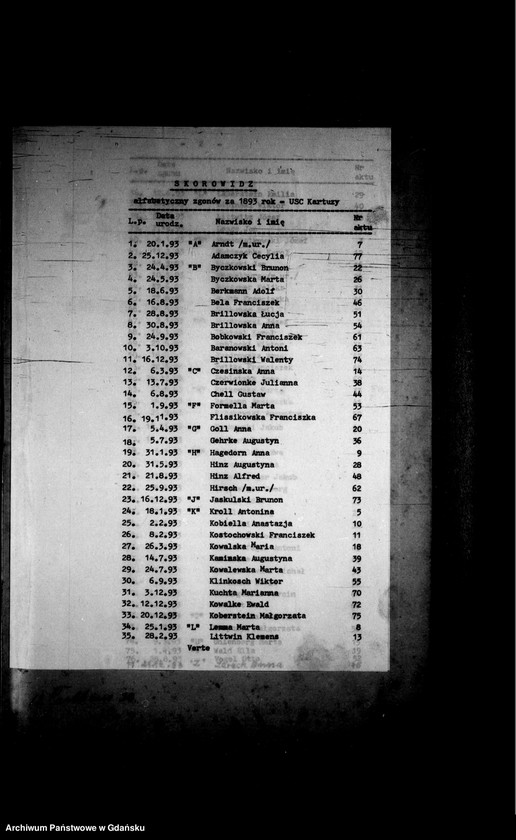 SKOROWIDZ
alfabetyczny zgonów za 1893 rok - USC Kartuzy
L.p. Data urodz. Nazwisko i imię Nr aktu
1. 20.1.93 "A" Arndt /m.ur./ 7
2. 25.12.93 Adamczyk Cecylia 77
3. 24.4.93 "B" Byczkowski Brunon 22
4. 24.5.93 Byczkowska Marta 26
5. 18.6.93 Berkmann Adolf 30
6. 16.8.93 Bela Franciszek 46
7. 28.8.93 Brillowska Łucja 51
8. 30.8.93 Brillowska Anna 54
9. 24.9.93 Bobkowski Franciszek 61
10. 3.10.93 Baranowski Antoni 63
11. 16.12.93 Brillowski Walenty 74
12. 6.3.93 "C" Czesinska Anna 14
13. 13.7.93 Czerwionke Julianna 38
14. 6.8.93 Chell Gustaw 44
15. 1.9.93 "F" Formella Marta 53
16. 19.11.93 Flissikowska Franciszka 67
17. 5.4.93 "G" Goll Anna 20
18. 5.7.93 Gehrke Augustyn 36
19. 31.1.93 "H" Hagedorn Anna 9
20. 31.5.93 Hinz Augustyna 28
21. 21.8.93 Hinz Alfred 48
22. 25.9.93 Hirsch /m.ur./ 62
23. 16.12.93 "J" Jaskulski Brunon 73
24. 18.1.93 "K" Kroll Antonina 5
25. 2.2.93 Kobiella Anastazja 10
26. 8.2.93 Kostochowski Franciszek 11
27. 26.3.93 Kowalska Maria 18
28. 14.7.93 Kaminska Augustyna 39
29. 24.7.93 Kowalewska Marta 43
30. 6.9.93 Klinkosch Wiktor 55
31. 3.12.93 Kuchta Marianna 70
32. 12.12.93 Kowalke Ewald 72
33. 20.12.93 Koberstein Małgorzata 75
34. 25.1.93 "L" Lemma Marta 8
35. 28.2.93 Littwin Klemens 13
Verte
Archiwum Państwowe w Gdańsku